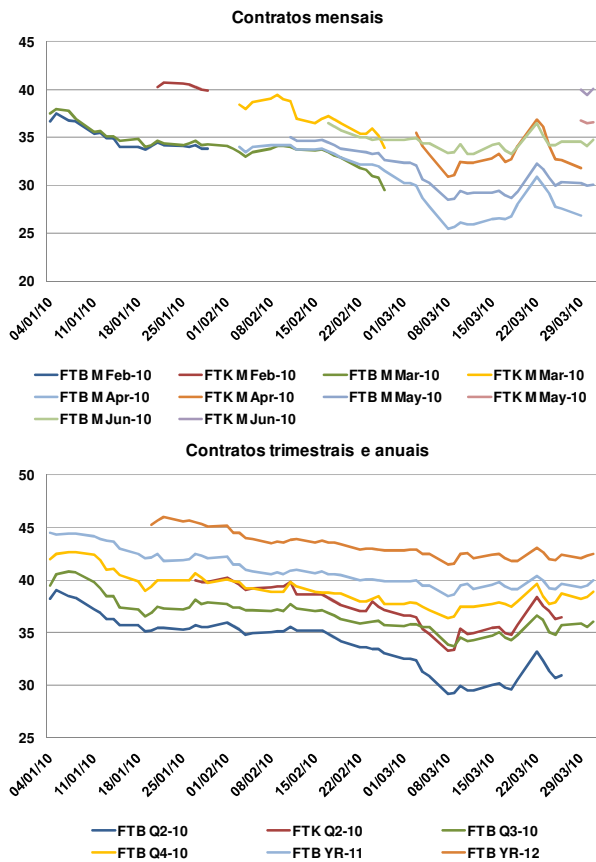 Contratos mensais
45
40
35
30
25
20
04/01/10 11/01/10 18/01/10 25/01/10 01/02/10 08/02/10 15/02/10 22/02/10 01/03/10 08/03/10 15/03/10 22/03/10 29/03/10
FTB M Feb-10 FTK M Feb-10 FTB M Mar-10 FTK M Mar-10
FTB M Apr-10 FTK M Apr-10 FTB M May-10 FTK M May-10
FTB M Jun-10 FTK M Jun-10
Contratos trimestrais e anuais
50
45
40
35
30
25
04/01/10 11/01/10 18/01/10 25/01/10 01/02/10 08/02/10 15/02/10 22/02/10 01/03/10 08/03/10 15/03/10 22/03/10 29/03/10
FTB Q2-10 FTK Q2-10 FTB Q3-10
FTB Q4-10 FTB YR-11 FTB YR-12